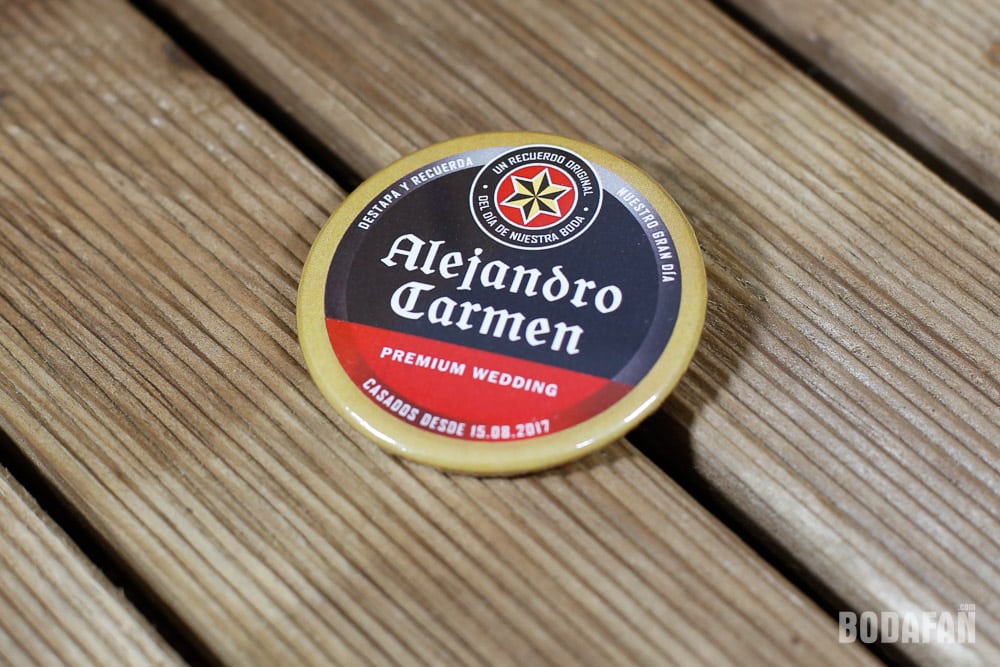 DESTAPA Y RECUERDA
UN RECUERDO ORIGINAL
DEL DÍA DE NUESTRA BODA
NUESTRO GRAN DÍA
Alejandro
Carmen
PREMIUM WEDDING
CASADOS DESDE 15.08.2017
BODAFAN.com